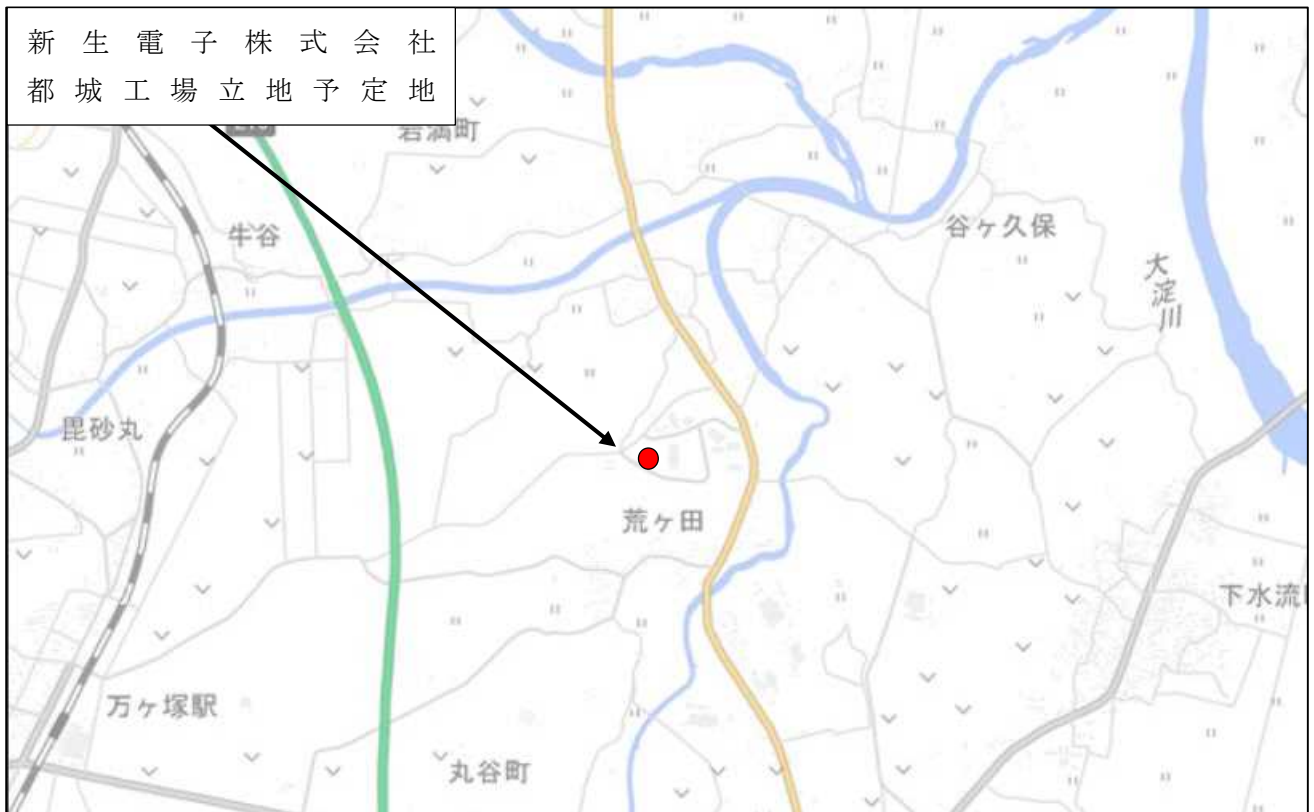 新生電子株式会社
都城工場立地予定地
岩満町
牛谷
谷ヶ久保
大淀川
毘砂丸
荒ヶ田
下水流
万ヶ塚駅
丸谷町